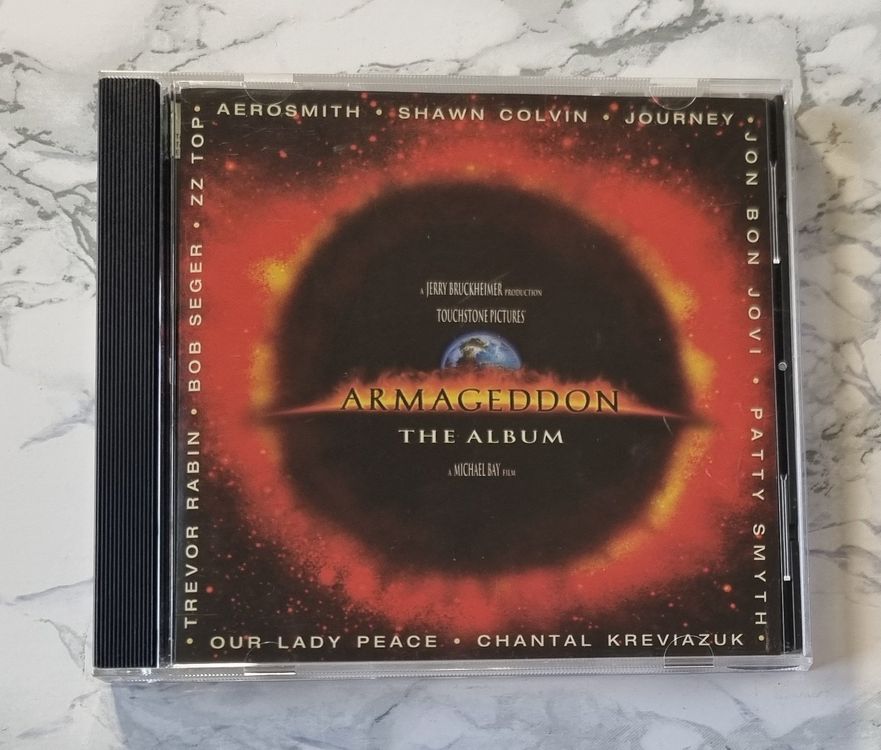 AEROSMITH • SHAWN COLVIN • JOURNEY •
JON BON JOVI • PATTY SMYTH •
OUR LADY PEACE • CHANTAL KREVIAZUK
• TREVOR RABIN • BOB SEGER • ZZ TOP •
A JERRY BRUCKHEIMER PRODUCTION
TOUCHSTONE PICTURES
ARMAGEDDON
THE ALBUM
A MICHAEL BAY FILM